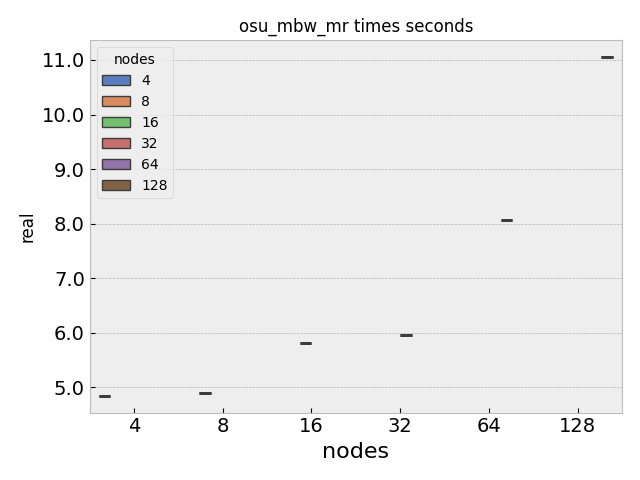 osu_mbw_mr times seconds
11.0
10.0
9.0
8.0
7.0
6.0
5.0
real
nodes
4
8
16
32
64
128
4 8 16 32 64 128
nodes